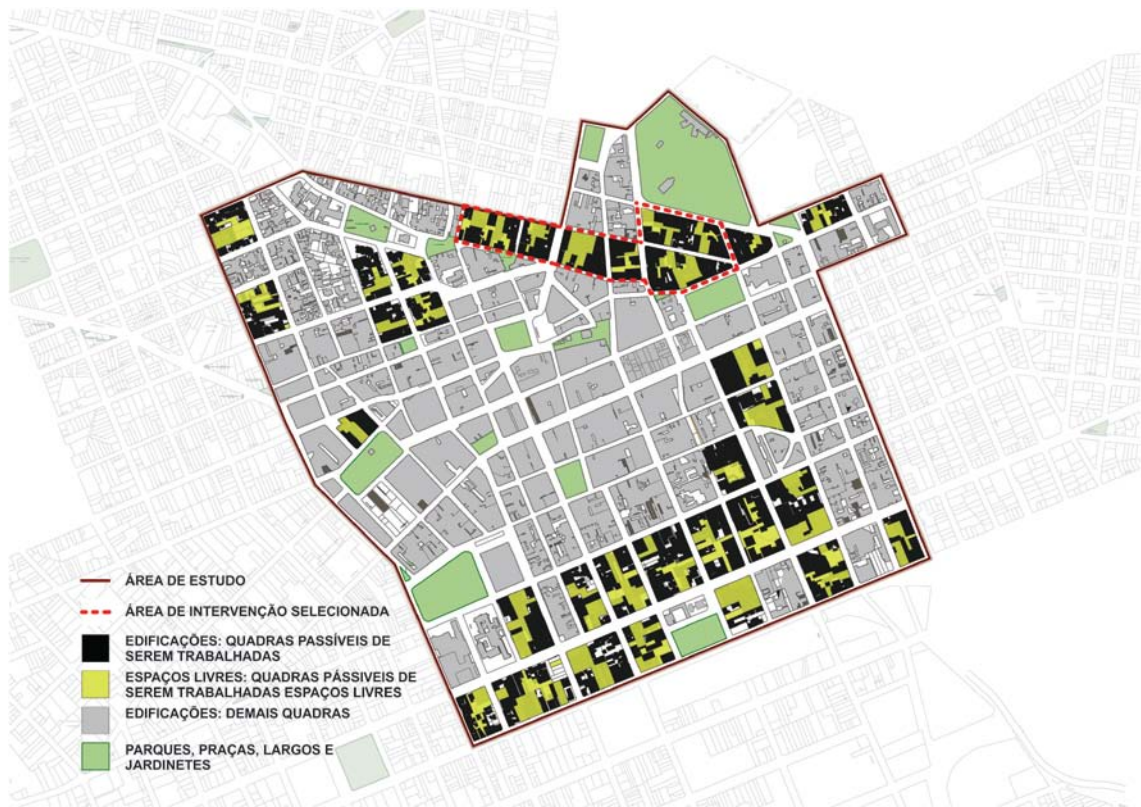 ÁREA DE ESTUDO
ÁREA DE INTERVENÇÃO SELECIONADA
EDIFICAÇÕES: QUADRAS PASSÍVEIS DE
SEREM TRABALHADAS
ESPAÇOS LIVRES: QUADRAS PÁSSIVEIS DE
SEREM TRABALHADAS ESPAÇOS LIVRES
EDIFICAÇÕES: DEMAIS QUADRAS
PARQUES, PRAÇAS, LARGOS E
JARDINETES